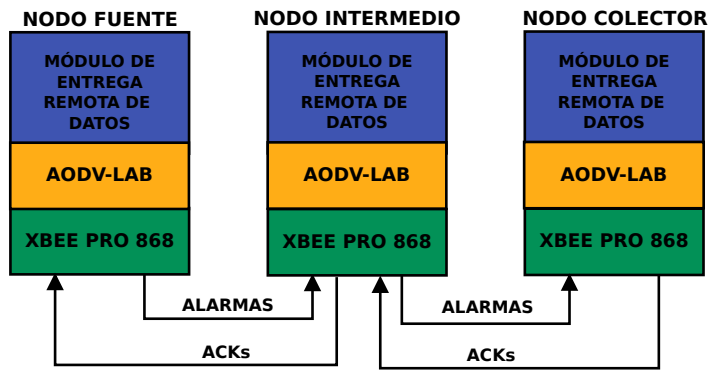 NODO FUENTE
NODO INTERMEDIO
NODO COLECTOR
MÓDULO DE
ENTREGA
REMOTA DE
DATOS
MÓDULO DE
ENTREGA
REMOTA DE
DATOS
MÓDULO DE
ENTREGA
REMOTA DE
DATOS
AODV-LAB
AODV-LAB
AODV-LAB
XBEE PRO 868
XBEE PRO 868
XBEE PRO 868
ALARMAS
ALARMAS
ACKs
ACKs